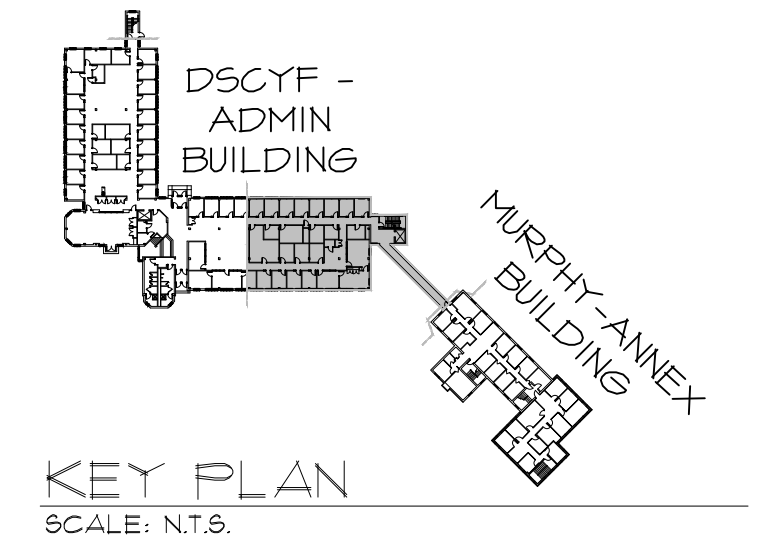 DSCYF -
ADMIN
BUILDING
MURPHY-ANNEX
BUILDING
KEY PLAN
SCALE: N.T.S.